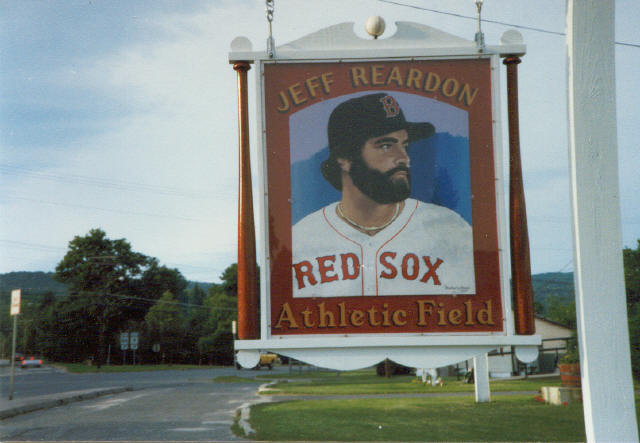 JEFF REARDON
B
RED SOX
Athletic Field